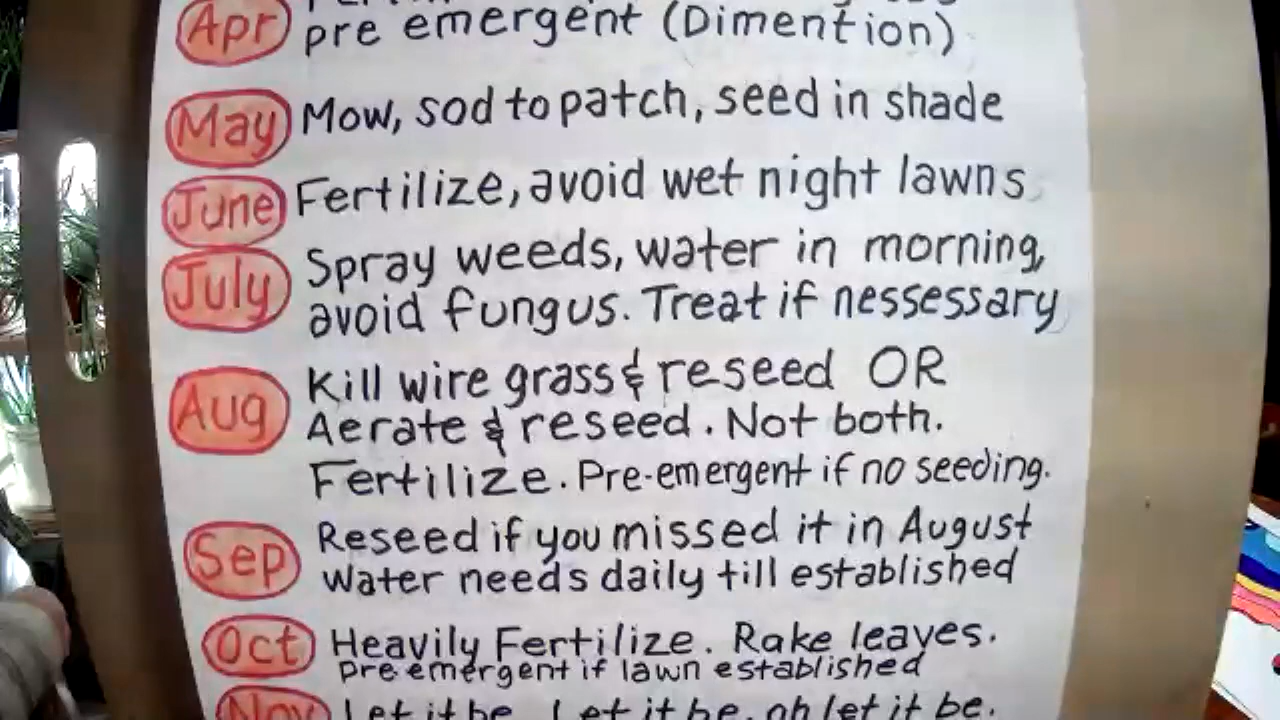 Apr pre emergent (Dimention)
May Mow, sod to patch, seed in shade
June Fertilize, avoid wet night lawns
July Spray weeds, water in morning,
avoid fungus. Treat if nessessary
Aug Kill wire grass & reseed OR
Aerate & reseed. Not both.
Fertilize. Pre-emergent if no seeding.
Sep Reseed if you missed it in August
Water needs daily till established
Oct Heavily Fertilize. Rake leaves.
pre emergent if lawn established
Nov Let it be. Let it be, oh let it be.